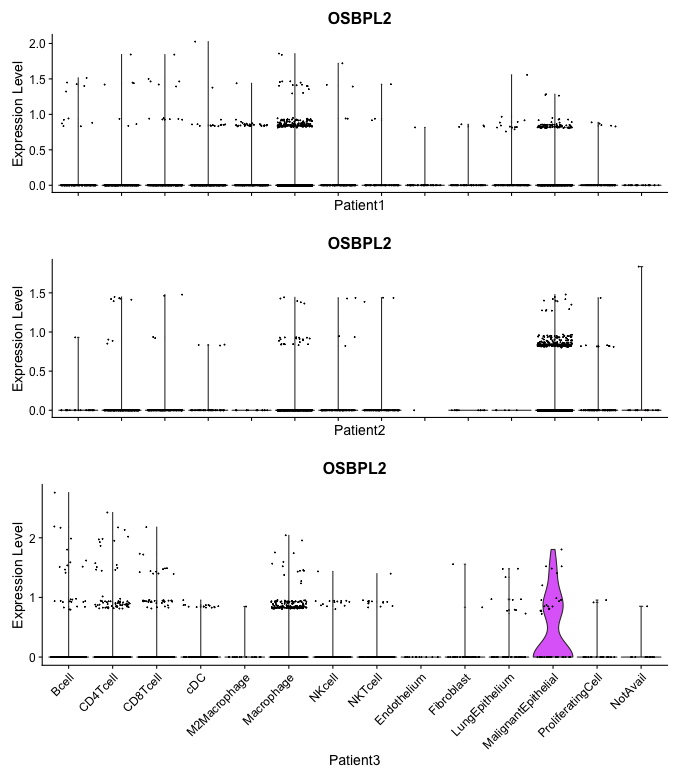 OSBPL2
Expression Level
2.0
1.5
1.0
0.5
0.0
Patient1
OSBPL2
Expression Level
1.5
1.0
0.5
0.0
Patient2
OSBPL2
Expression Level
2
1
0
Bcell
CD4Tcell
CD8Tcell
cDC
M2Macrophage
Macrophage
NKcell
NKTcell
Endothelium
Fibroblast
LungEpithelium
MalignantEpithelial
ProliferatingCell
NotAvail
Patient3